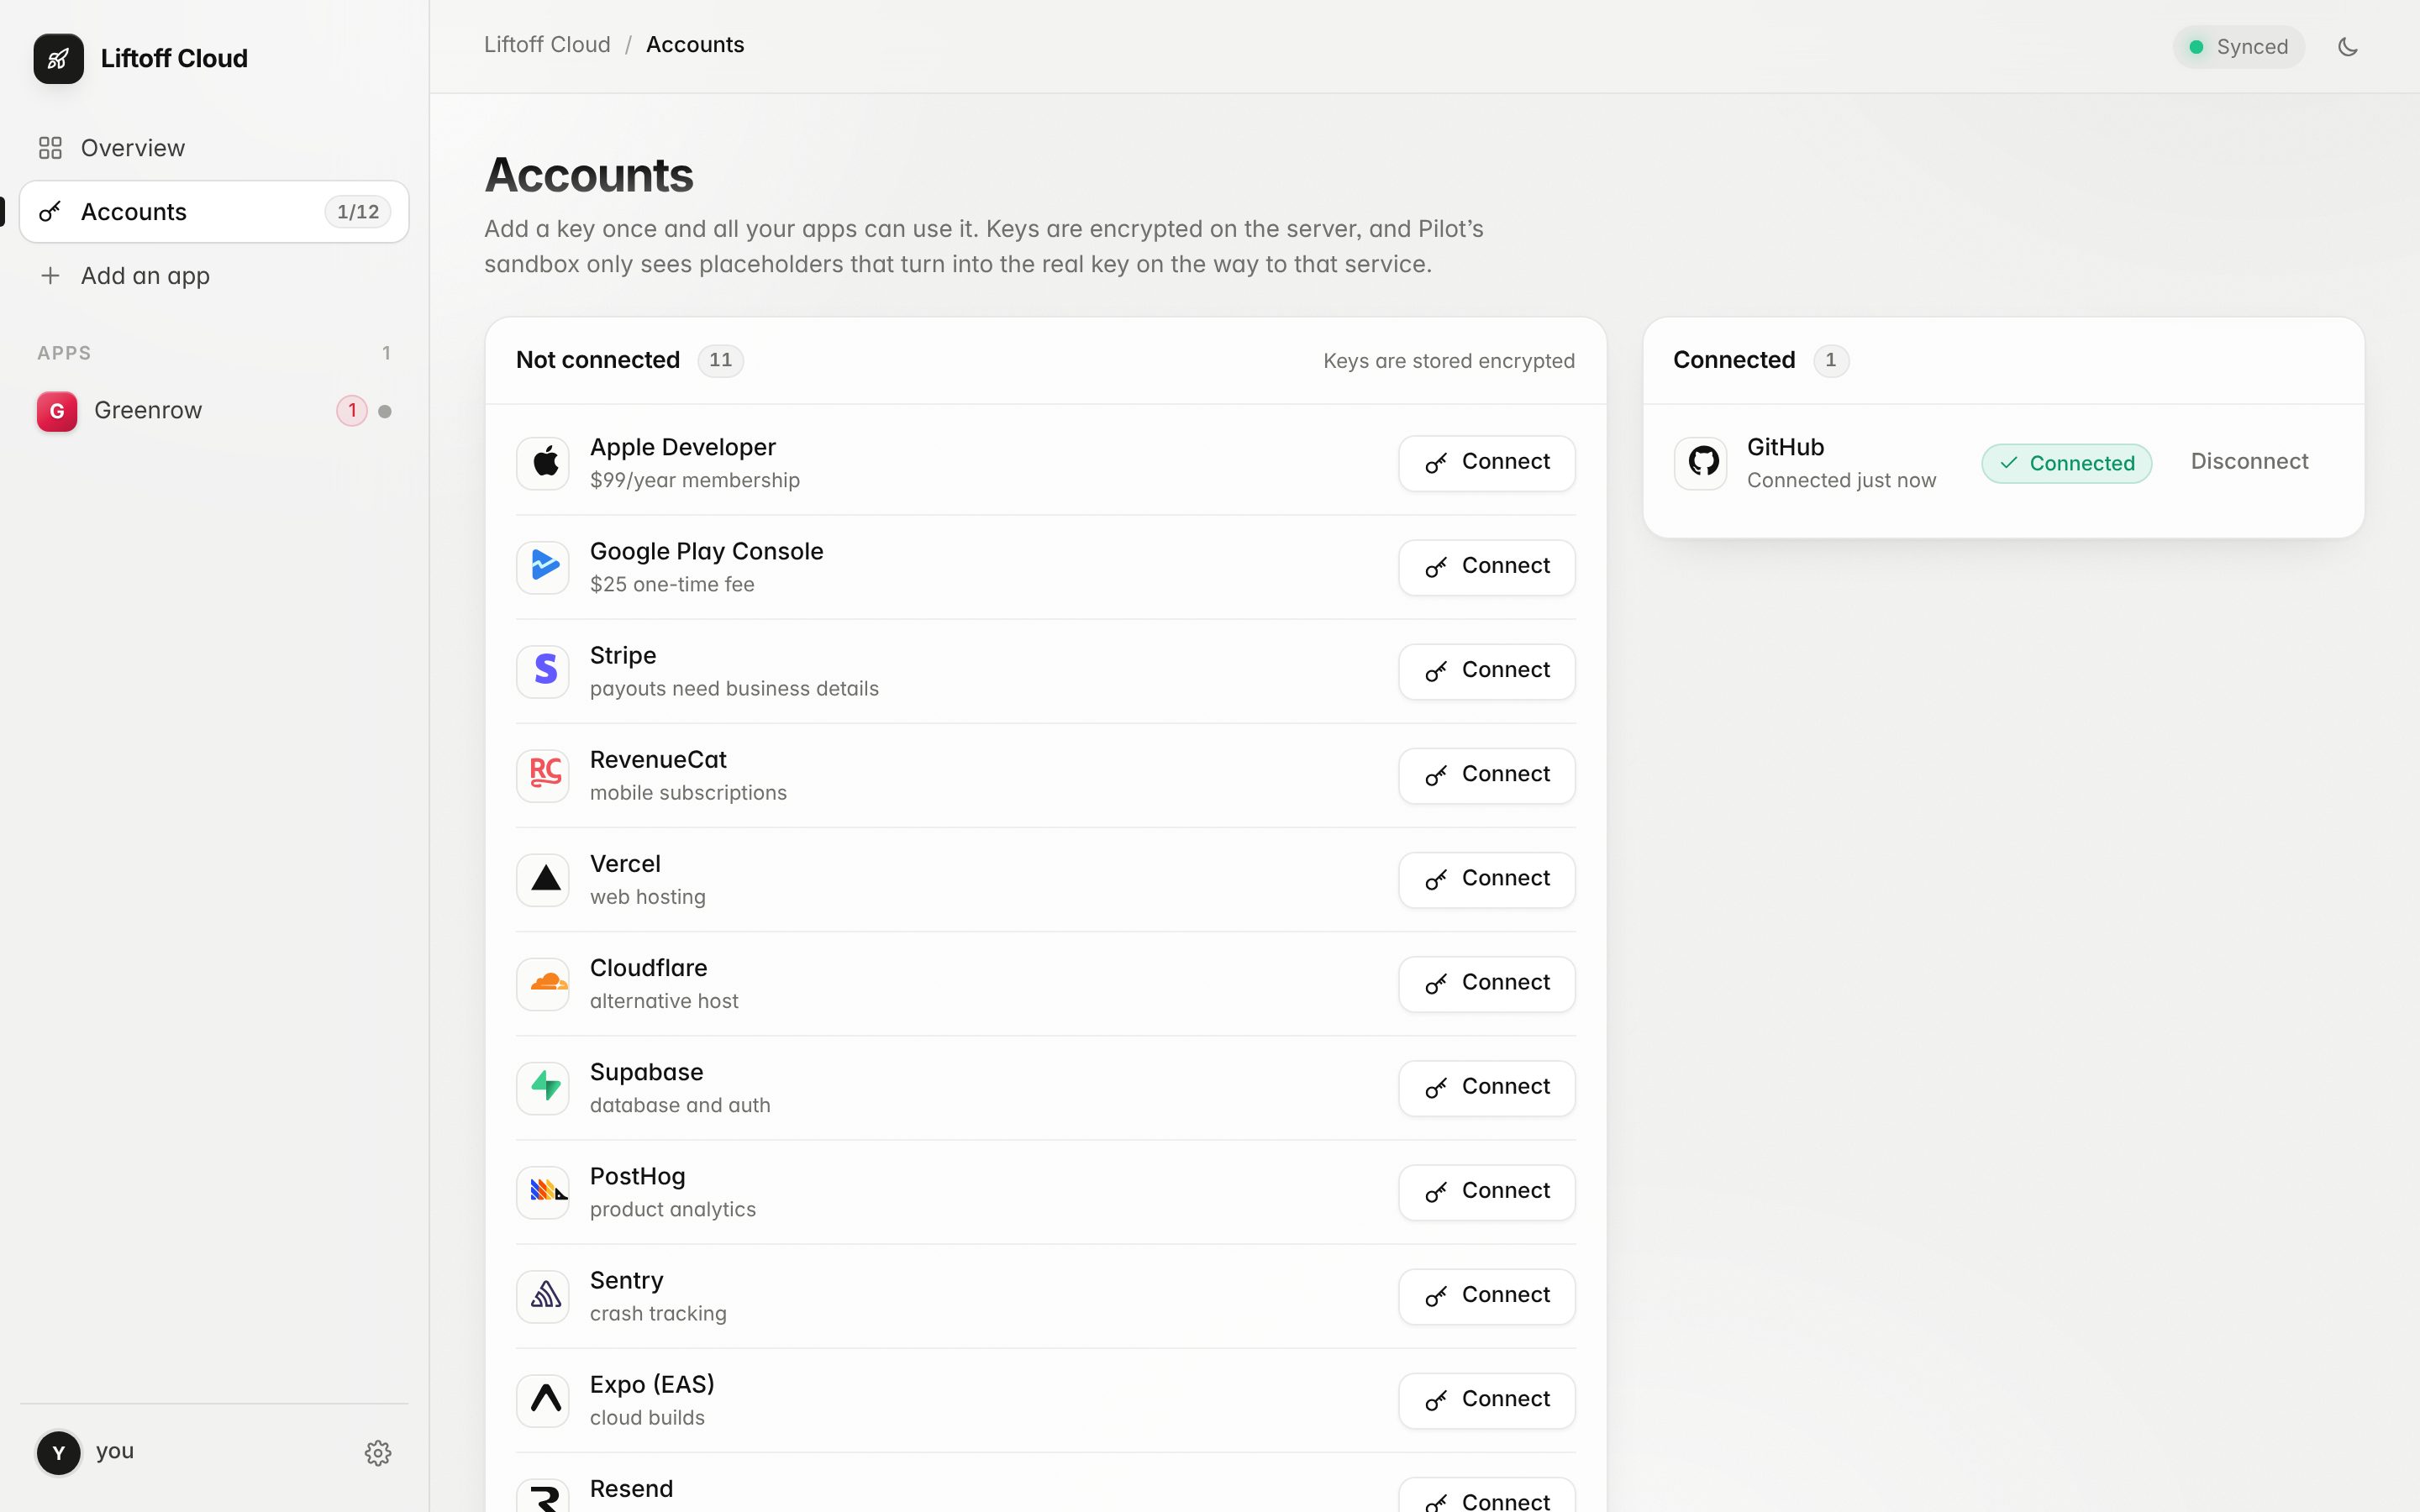 Liftoff Cloud
Overview
Accounts 1/12
Add an app
APPS 1
G Greenrow 1
Y you
Liftoff Cloud / Accounts
Synced
Accounts
Add a key once and all your apps can use it. Keys are encrypted on the server, and Pilot’s
sandbox only sees placeholders that turn into the real key on the way to that service.
Not connected 11 Keys are stored encrypted
Apple Developer
$99/year membership
Connect
Google Play Console
$25 one-time fee
Connect
Stripe
payouts need business details
Connect
RC
RevenueCat
mobile subscriptions
Connect
Vercel
web hosting
Connect
Cloudflare
alternative host
Connect
Supabase
database and auth
Connect
PostHog
product analytics
Connect
Sentry
crash tracking
Connect
Expo (EAS)
cloud builds
Connect
Resend
Connect
Connected 1
GitHub
Connected just now
Connected
Disconnect